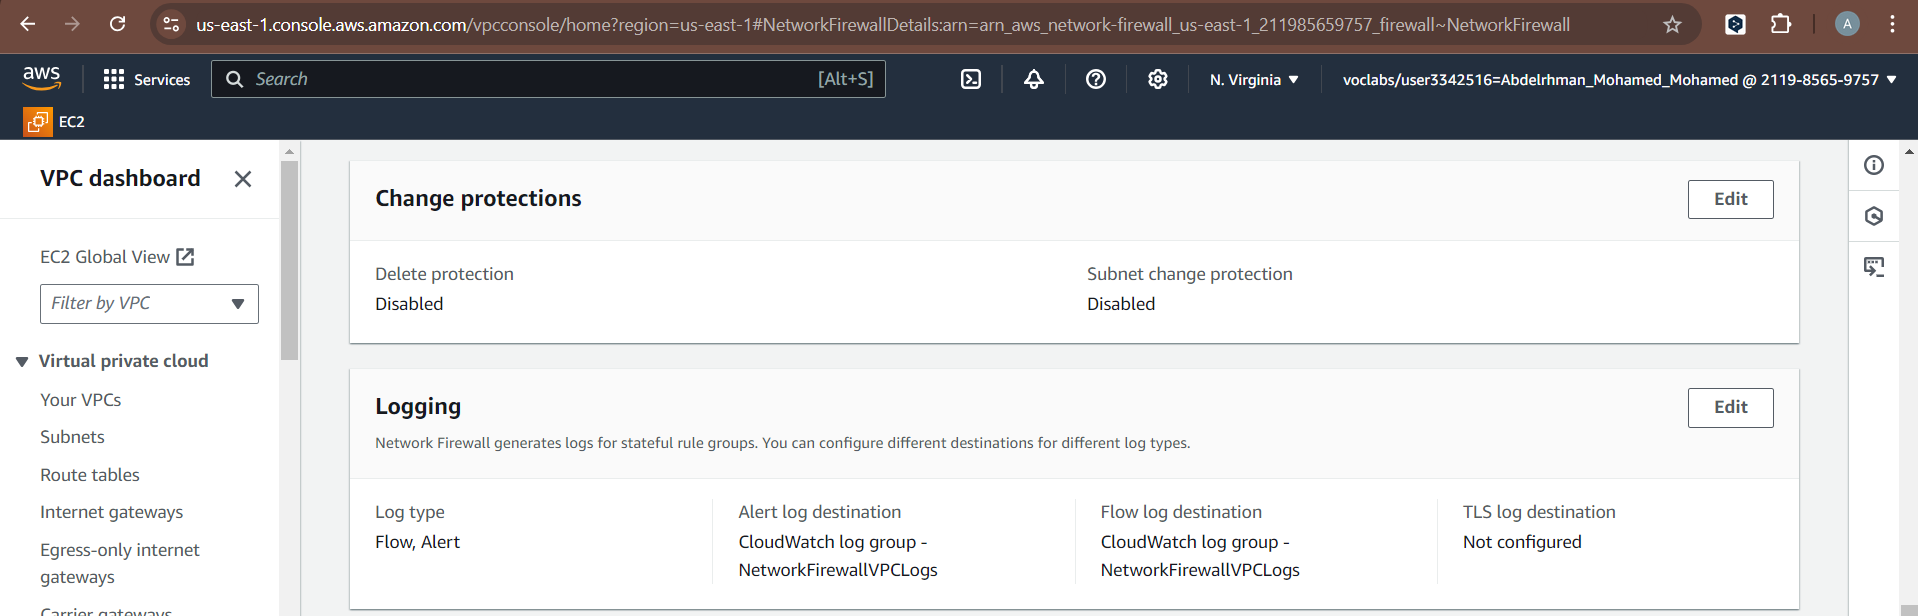 us-east-1.console.aws.amazon.com/vpcconsole/home?region=us-east-1#NetworkFirewallDetails:arn=arn_aws_network-firewall_us-east-1_211985659757_firewall~NetworkFirewall
A
aws
Services
Search
[Alt+S]
N. Virginia
voclabs/user3342516=Abdelrhman_Mohamed_Mohamed @ 2119-8565-9757
EC2
VPC dashboard
EC2 Global View
Filter by VPC
Virtual private cloud
Your VPCs
Subnets
Route tables
Internet gateways
Egress-only internet
gateways
Carrier gateways
Change protections
Edit
Delete protection
Disabled
Subnet change protection
Disabled
Logging
Edit
Network Firewall generates logs for stateful rule groups. You can configure different destinations for different log types.
Log type
Flow, Alert
Alert log destination
CloudWatch log group -
NetworkFirewallVPCLogs
Flow log destination
CloudWatch log group -
NetworkFirewallVPCLogs
TLS log destination
Not configured